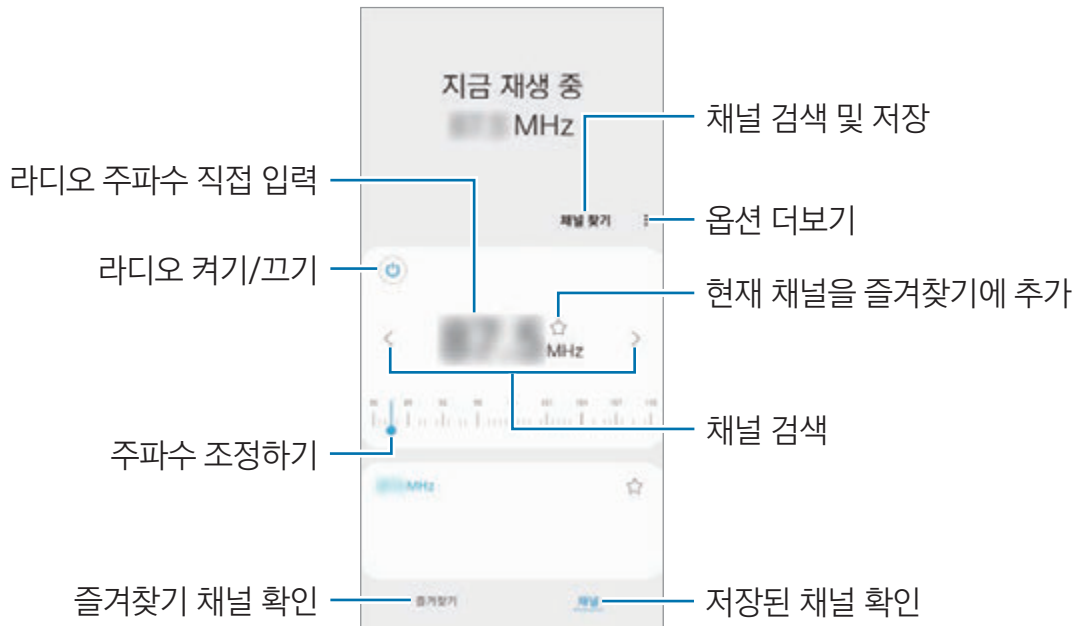 지금 재생 중
MHz
채널 검색 및 저장
라디오 주파수 직접 입력
채널 찾기
옵션 더보기
라디오 켜기/끄기
현재 채널을 즐겨찾기에 추가
87.5 MHz
채널 검색
주파수 조정하기
MHz
즐겨찾기 채널 확인
즐겨찾기
채널
저장된 채널 확인